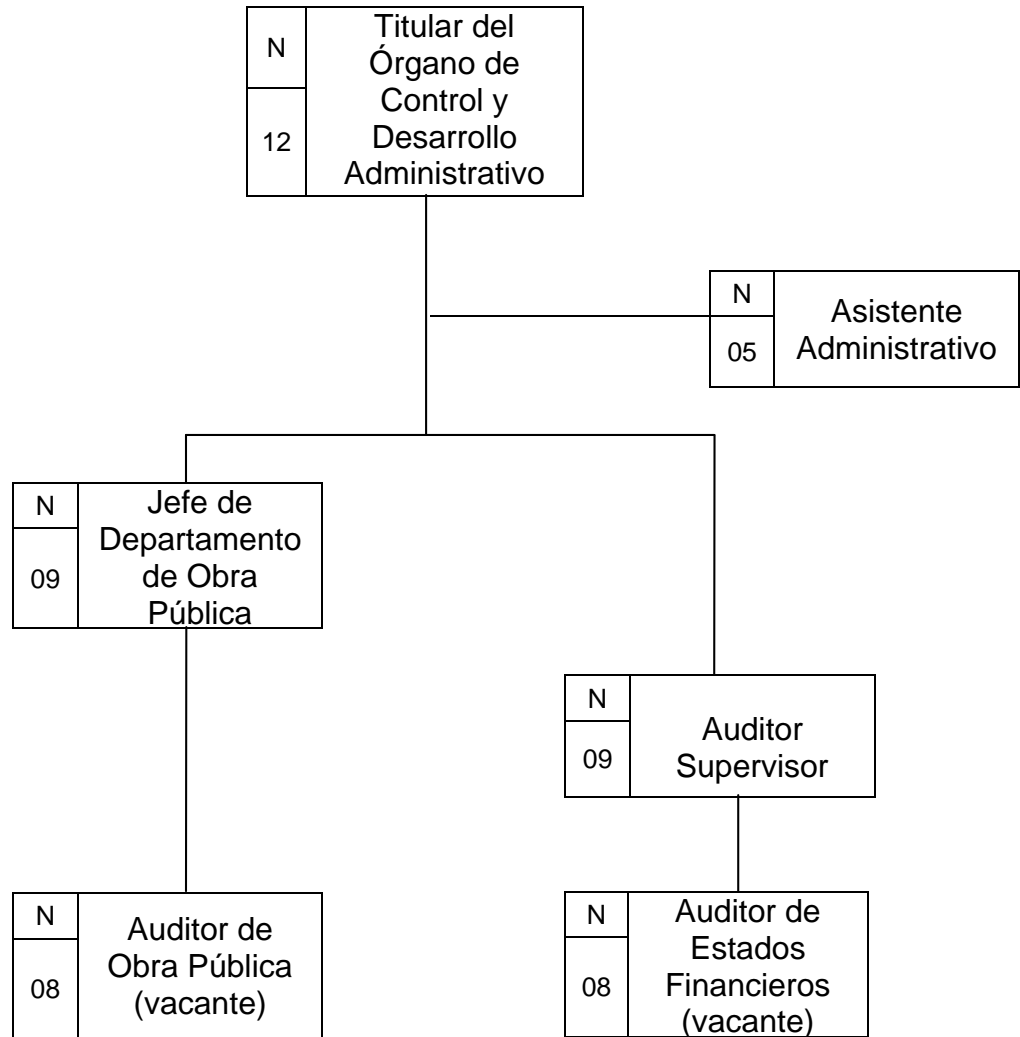 N
12
Titular del
Órgano de
Control y
Desarrollo
Administrativo
N
05
Asistente
Administrativo
N
09
Jefe de
Departamento
de Obra
Pública
N
09
Auditor
Supervisor
N
08
Auditor de
Obra Pública
(vacante)
N
08
Auditor de
Estados
Financieros
(vacante)